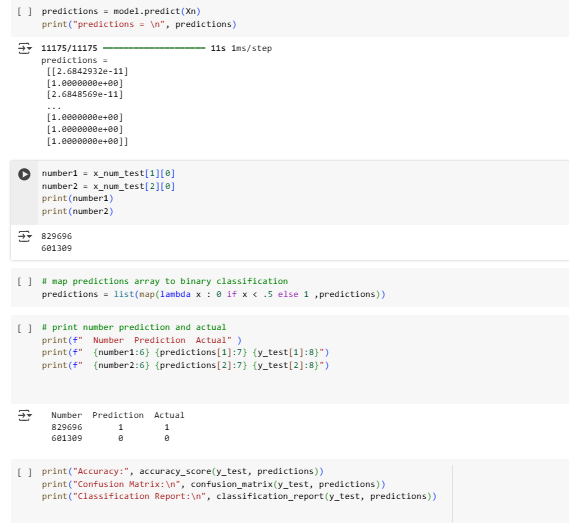 [ ] predictions = model.predict(Xn)
print("predictions = \n", predictions)
11175/11175 ━━━━━━━━━━━━━━━━━━━━ 11s 1ms/step
predictions =
[[2.6842932e-11]
[1.0000000e+00]
[2.6848569e-11]
...
[1.0000000e+00]
[1.0000000e+00]
[1.0000000e+00]]
number1 = x_num_test[1][0]
number2 = x_num_test[2][0]
print(number1)
print(number2)
829696
601309
[ ] # map predictions array to binary classification
predictions = list(map(lambda x : 0 if x < .5 else 1 ,predictions))
[ ] # print number prediction and actual
print(f"  Number  Prediction  Actual" )
print(f"  {number1:6} {predictions[1]:7} {y_test[1]:8}")
print(f"  {number2:6} {predictions[2]:7} {y_test[2]:8}")
Number  Prediction  Actual
829696       1        1
601309       0        0
[ ] print("Accuracy:", accuracy_score(y_test, predictions))
print("Confusion Matrix:\n", confusion_matrix(y_test, predictions))
print("Classification Report:\n", classification_report(y_test, predictions))